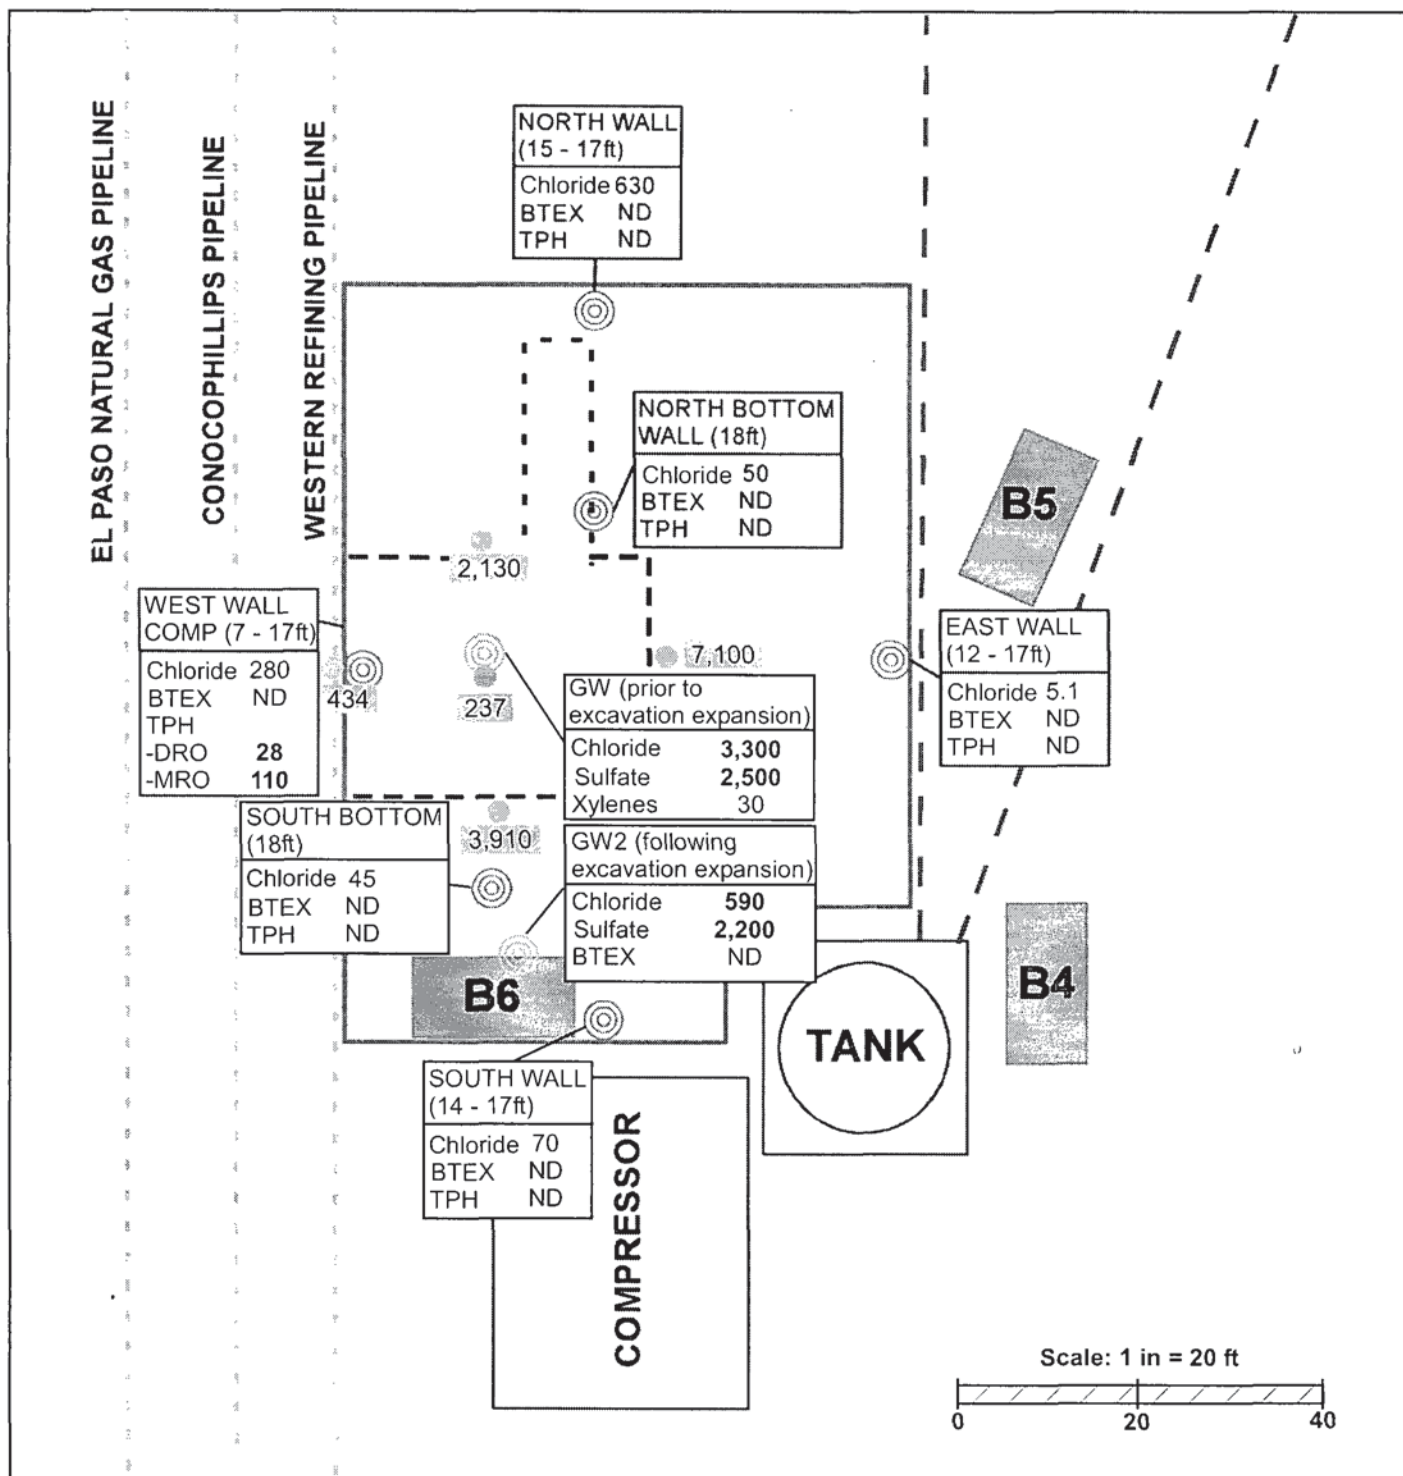 EL PASO NATURAL GAS PIPELINE
CONOCOPHILLIPS PIPELINE
WESTERN REFINING PIPELINE
NORTH WALL
(15 - 17ft)
Chloride 630
BTEX ND
TPH ND
NORTH BOTTOM
WALL (18ft)
Chloride 50
BTEX ND
TPH ND
B5
2,130
WEST WALL
COMP (7 - 17ft)
Chloride 280
BTEX ND
TPH
-DRO 28
-MRO 110
434
237
7,100
EAST WALL
(12 - 17ft)
Chloride 5.1
BTEX ND
TPH ND
GW (prior to
excavation expansion)
Chloride 3,300
Sulfate 2,500
Xylenes 30
SOUTH BOTTOM
(18ft)
Chloride 45
BTEX ND
TPH ND
3,910
GW2 (following
excavation expansion)
Chloride 590
Sulfate 2,200
BTEX ND
B6
B4
TANK
SOUTH WALL
(14 - 17ft)
Chloride 70
BTEX ND
TPH ND
COMPRESSOR
Scale: 1 in = 20 ft
0 20 40